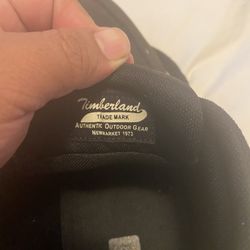 Timberland
TRADE MARK
AUTHENTIC OUTDOOR GEAR
NEWMARKET 1973